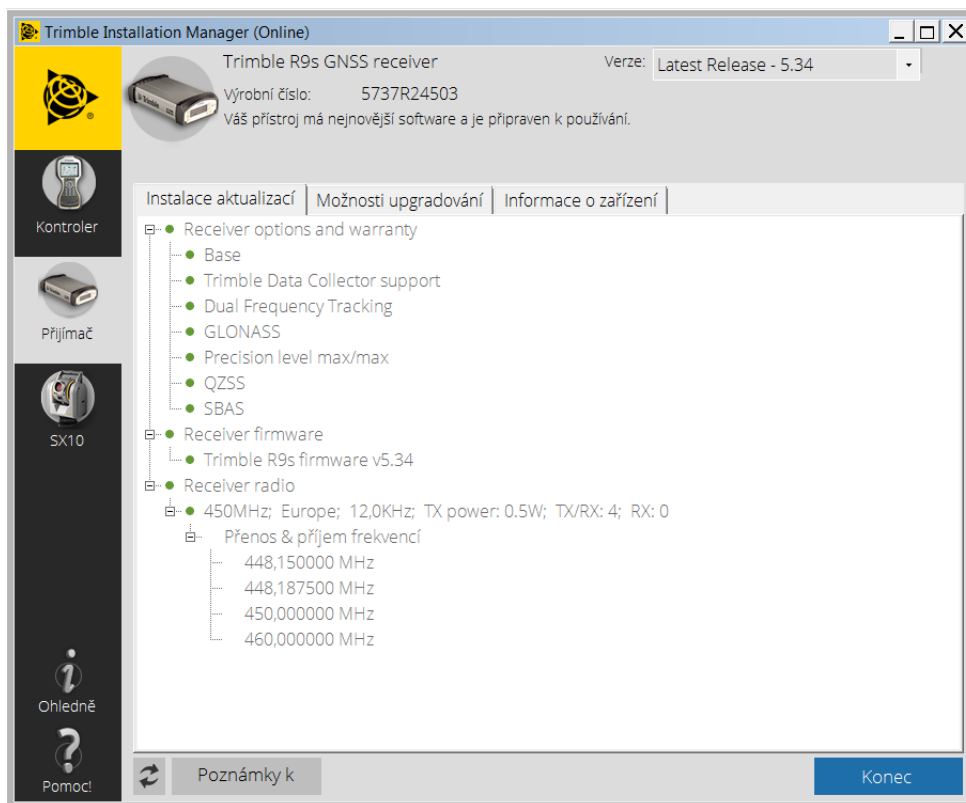 Trimble Installation Manager (Online)
Trimble R9s GNSS receiver
Verze: Latest Release - 5.34
Výrobní číslo: 5737R24503
Váš přístroj má nejnovější software a je připraven k používání.
Kontroler
Přijímač
SX10
Ohledně
Pomoc!
Instalace aktualizací
Možnosti upgradování
Informace o zařízení
Receiver options and warranty
Base
Trimble Data Collector support
Dual Frequency Tracking
GLONASS
Precision level max/max
QZSS
SBAS
Receiver firmware
Trimble R9s firmware v5.34
Receiver radio
450MHz; Europe; 12,0KHz; TX power: 0.5W; TX/RX: 4; RX: 0
Přenos & příjem frekvencí
448,150000 MHz
448,187500 MHz
450,000000 MHz
460,000000 MHz
Poznámky k
Konec